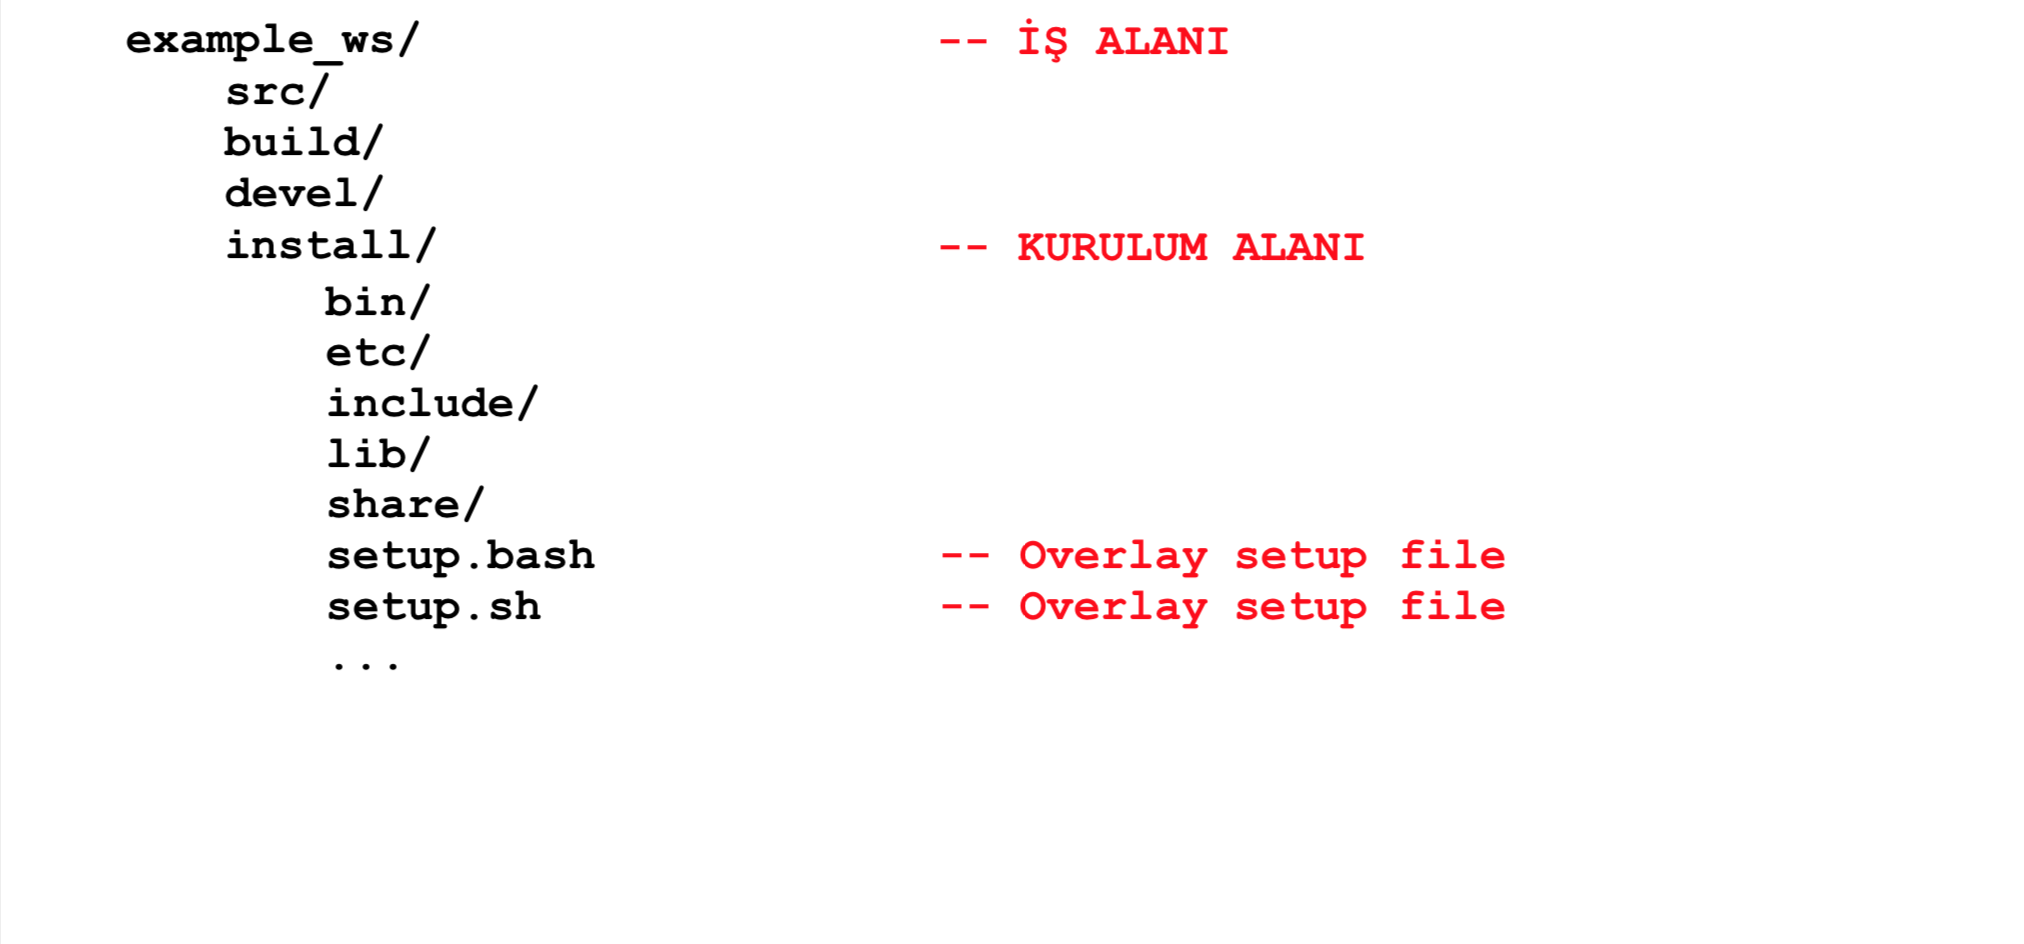 example_ws/ -- İŞ ALANI
src/
build/
devel/
install/ -- KURULUM ALANI
bin/
etc/
include/
lib/
share/
setup.bash -- Overlay setup file
setup.sh -- Overlay setup file
...